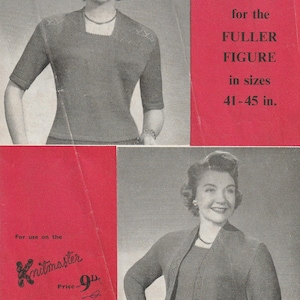 for the
FULLER
FIGURE
in sizes
41-45 in.
For use on the
Knitmaster
Price - 9D.